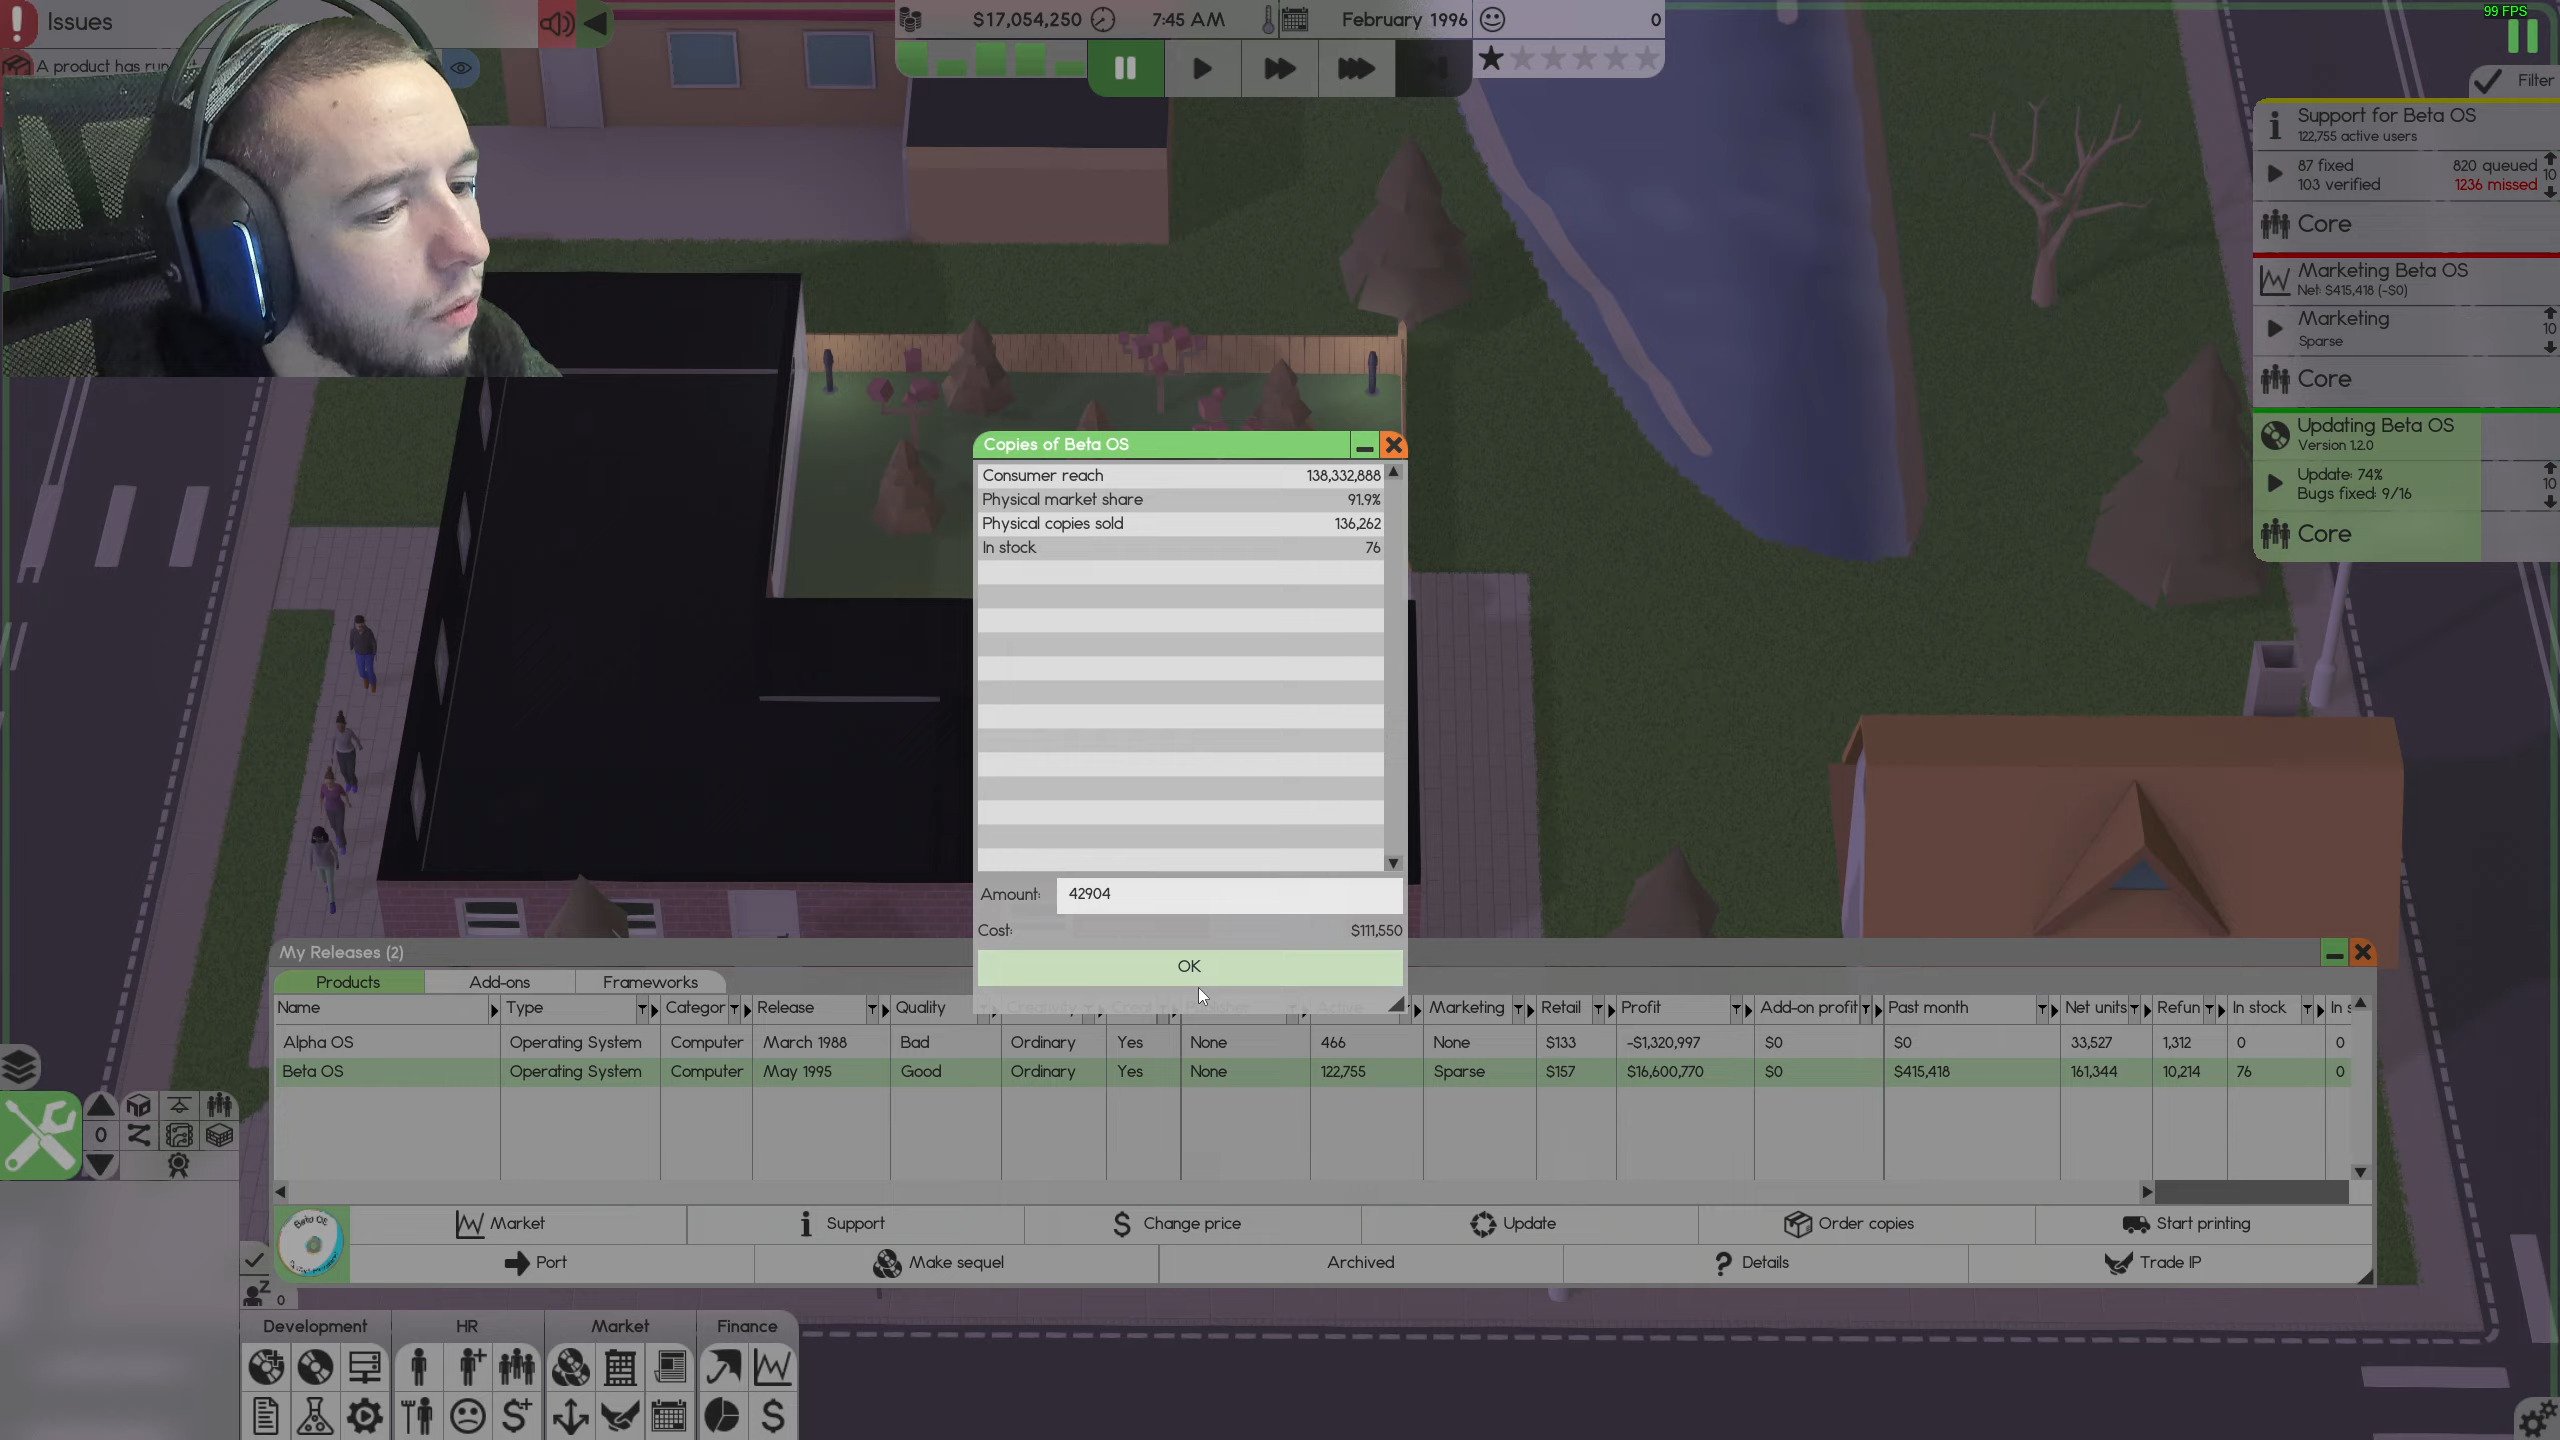 Issues
A product has run
$17,054,250
7:45 AM
February 1996
0
99 FPS
Filter
Support for Beta OS
122,755 active users
87 fixed
820 queued
103 verified
1236 missed
10
Core
Marketing Beta OS
Net: $415,418 (-$0)
Marketing
Sparse
10
Core
Updating Beta OS
Version 1.2.0
Update: 74%
Bugs fixed: 9/16
10
Core
Copies of Beta OS
Consumer reach 138,332,888
Physical market share 91.9%
Physical copies sold 136,262
In stock 76
Amount: 42904
Cost: $111,550
OK
My Releases (2)
Products Add-ons Frameworks
Name Type Categor Release Quality Creativity Marketing Retail Profit Add-on profit Past month Net units Refun In stock In s
Alpha OS Operating System Computer March 1988 Bad Ordinary Yes None 466 None $133 -$1,320,997 $0 $0 33,527 1,312 0 0
Beta OS Operating System Computer May 1995 Good Ordinary Yes None 122,755 Sparse $157 $16,600,770 $0 $415,418 161,344 10,214 76 0
Beta OS
Market Support Change price Update Order copies Start printing
Port Make sequel Archived Details Trade IP
0
0
Development HR Market Finance